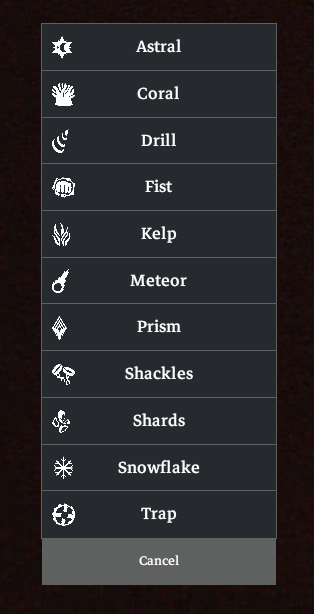 Astral
Coral
Drill
Fist
Kelp
Meteor
Prism
Shackles
Shards
Snowflake
Trap
Cancel